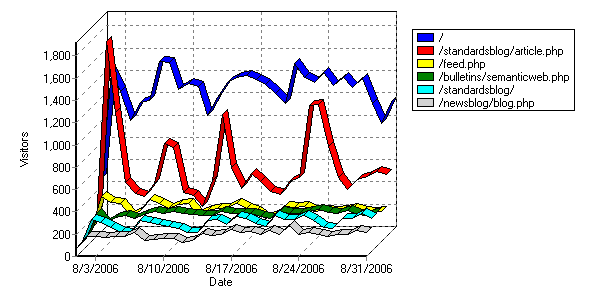 /
/standardsblog/article.php
/feed.php
/bulletins/semanticweb.php
/standardsblog/
/newsblog/blog.php
1,800
1,600
1,400
1,200
1,000
800
600
400
200
0
Visitors
8/3/2006 8/10/2006 8/17/2006 8/24/2006 8/31/2006
Date